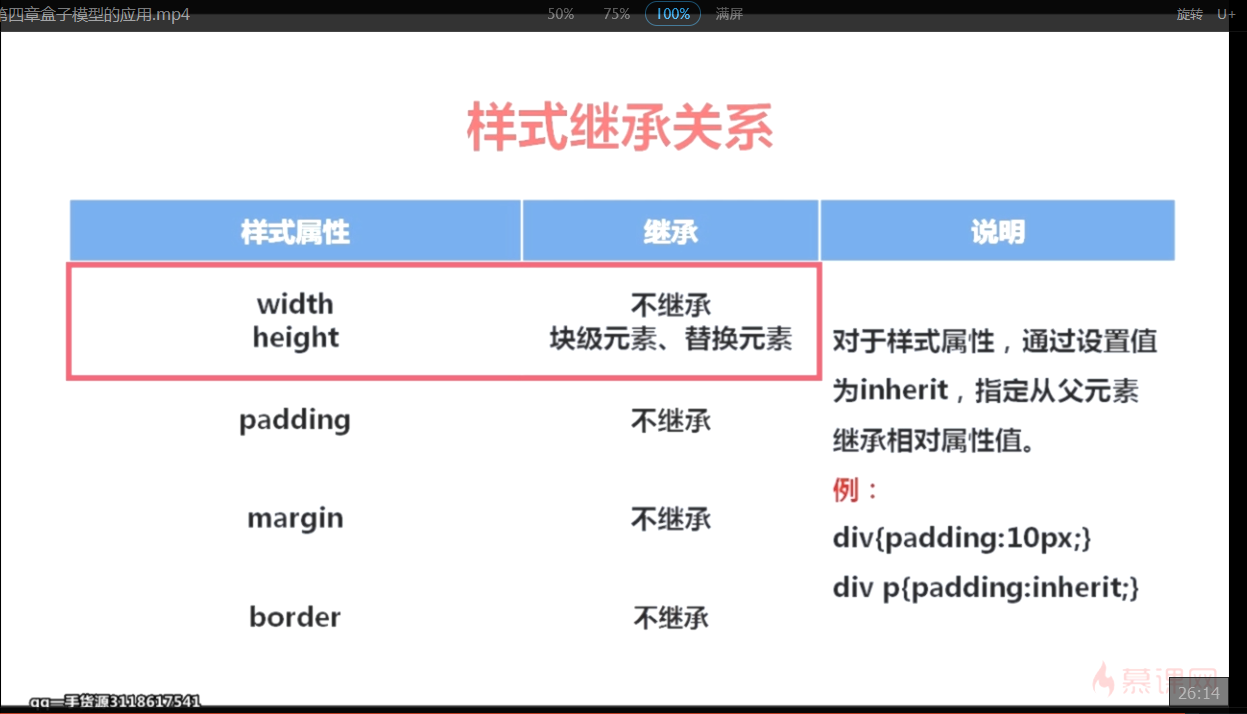 第四章盒子模型的应用.mp4
50% 75% 100% 满屏
旋转 U+
样式继承关系
样式属性 继承 说明
width 不继承
height 块级元素、替换元素
padding 不继承
margin 不继承
border 不继承
对于样式属性，通过设置值
为inherit，指定从父元素
继承相对属性值。
例：
div{padding:10px;}
div p{padding:inherit;}
慕课网
26:14
qq一手货源3118617541